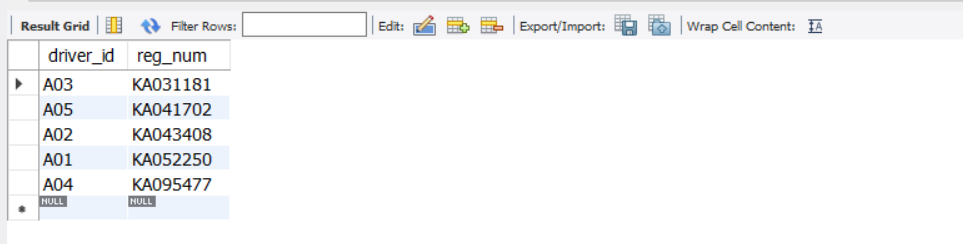 Result Grid Filter Rows: Edit: Export/Import: Wrap Cell Content: IA
driver_id reg_num
A03 KA031181
A05 KA041702
A02 KA043408
A01 KA052250
A04 KA095477
NULL NULL